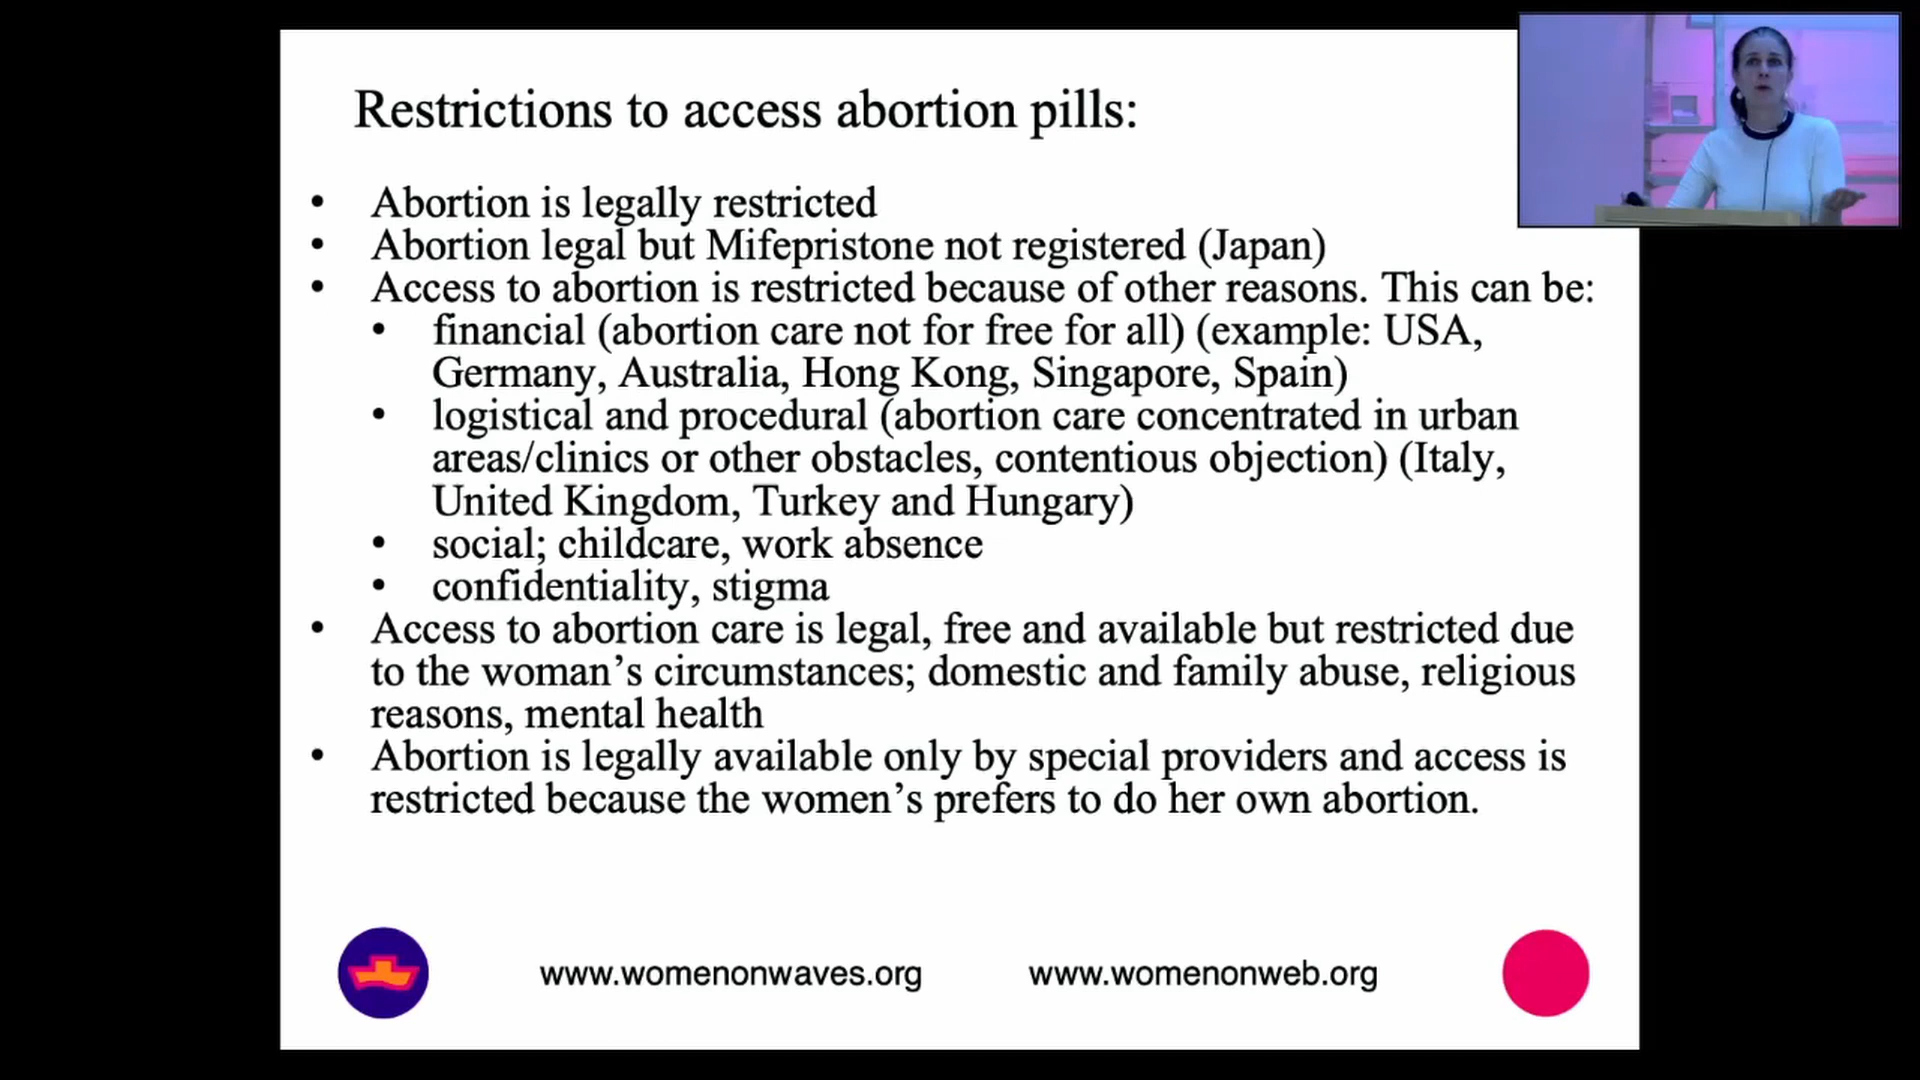 Restrictions to access abortion pills:
• Abortion is legally restricted
• Abortion legal but Mifepristone not registered (Japan)
• Access to abortion is restricted because of other reasons. This can be:
• financial (abortion care not for free for all) (example: USA,
Germany, Australia, Hong Kong, Singapore, Spain)
• logistical and procedural (abortion care concentrated in urban
areas/clinics or other obstacles, contentious objection) (Italy,
United Kingdom, Turkey and Hungary)
• social; childcare, work absence
• confidentiality, stigma
• Access to abortion care is legal, free and available but restricted due
to the woman’s circumstances; domestic and family abuse, religious
reasons, mental health
• Abortion is legally available only by special providers and access is
restricted because the women’s prefers to do her own abortion.
www.womenonwaves.org
www.womenonweb.org